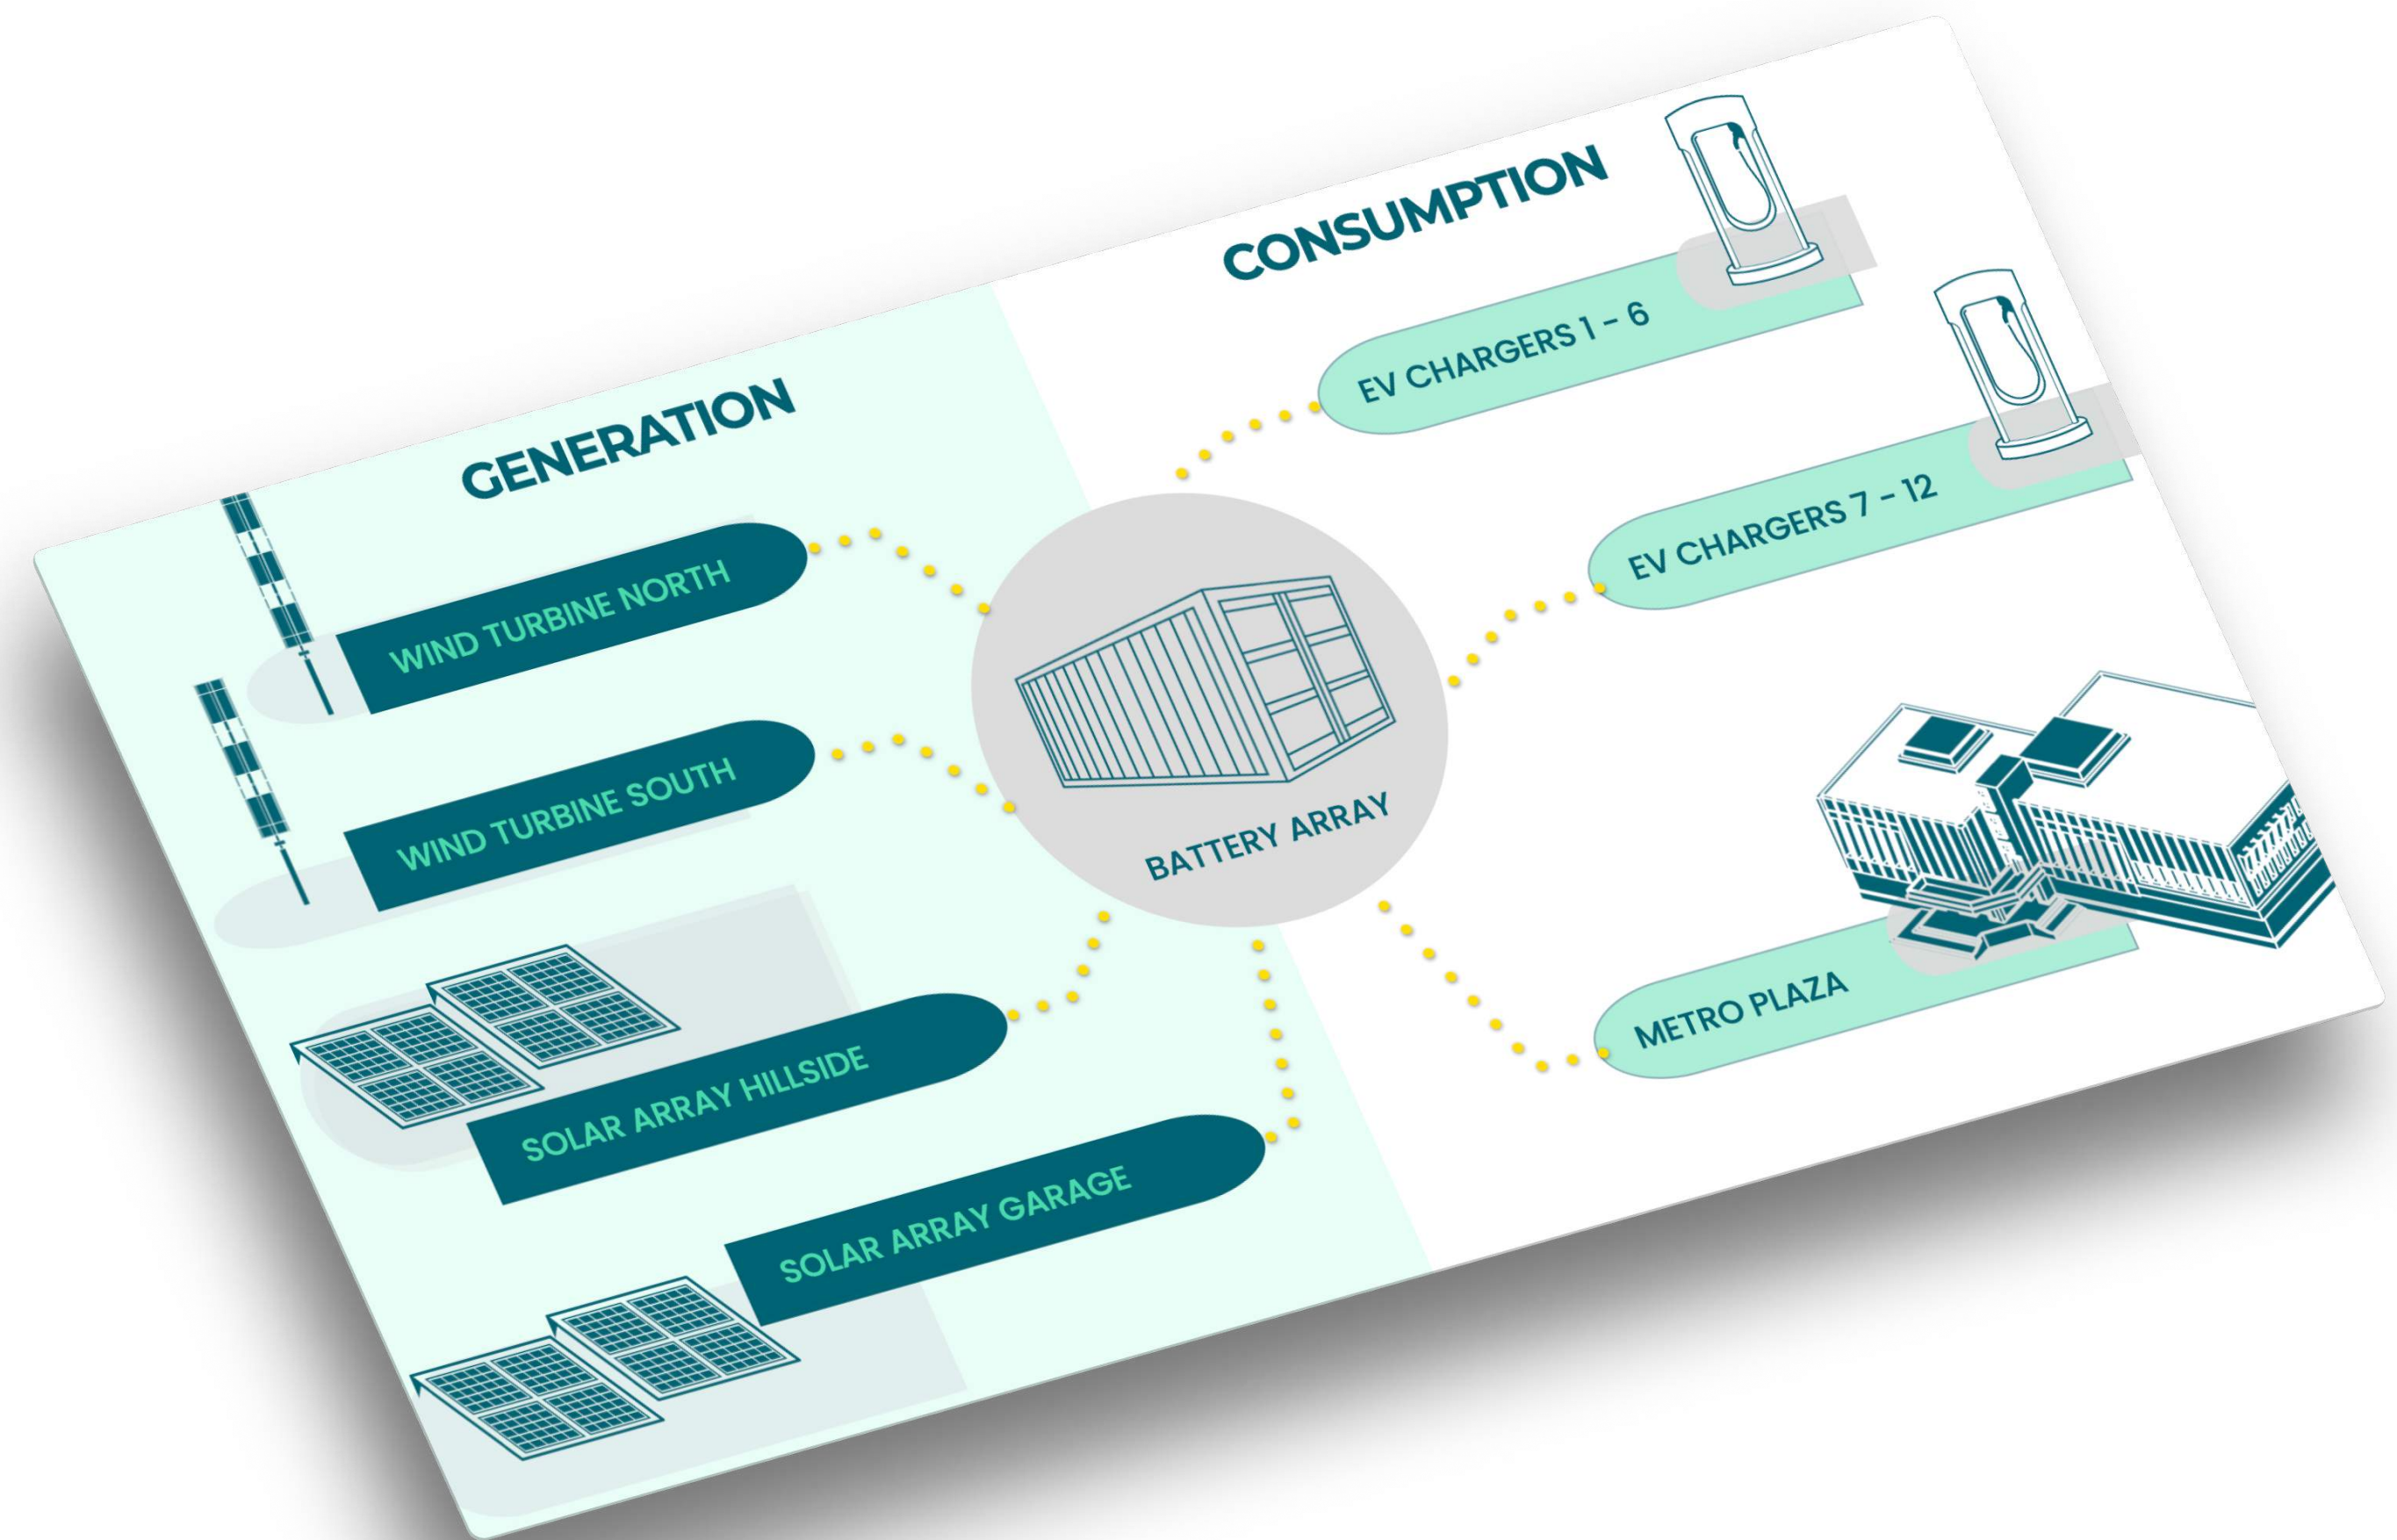 GENERATION
WIND TURBINE NORTH
WIND TURBINE SOUTH
SOLAR ARRAY HILLSIDE
SOLAR ARRAY GARAGE
BATTERY ARRAY
CONSUMPTION
EV CHARGERS 1 - 6
EV CHARGERS 7 - 12
METRO PLAZA